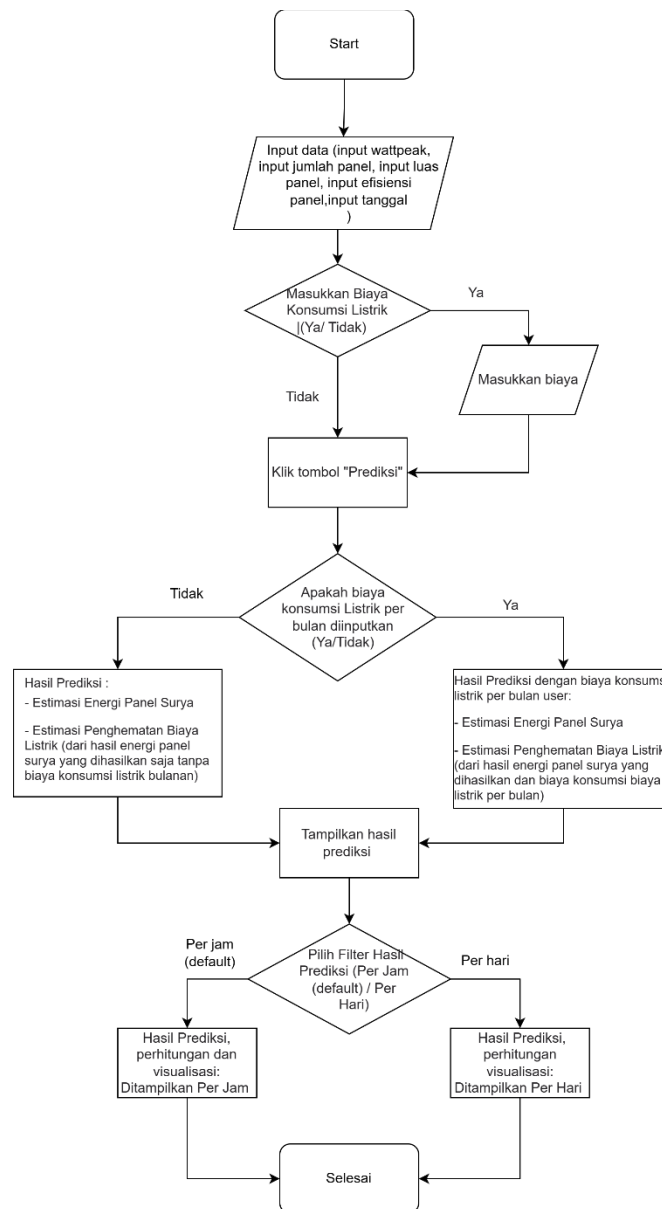 Start
Input data (input wattpeak,
input jumlah panel, input luas
panel, input efisiensi
panel,input tanggal
)
Masukkan Biaya
Konsumsi Listrik
|(Ya/ Tidak)
Ya
Masukkan biaya
Tidak
Klik tombol "Prediksi"
Apakah biaya
konsumsi Listrik per
bulan diinputkan
(Ya/Tidak)
Tidak
Ya
Hasil Prediksi :
- Estimasi Energi Panel Surya
- Estimasi Penghematan Biaya
Listrik (dari hasil energi panel
surya yang dihasilkan saja tanpa
biaya konsumsi listrik bulanan)
Hasil Prediksi dengan biaya konsums
listrik per bulan user:
- Estimasi Energi Panel Surya
- Estimasi Penghematan Biaya Listrik
(dari hasil energi panel surya yang
dihasilkan dan biaya konsumsi biaya
listrik per bulan)
Tampilkan hasil
prediksi
Pilih Filter Hasil
Prediksi (Per Jam
(default) / Per
Hari)
Per jam
(default)
Per hari
Hasil Prediksi,
perhitungan dan
visualisasi:
Ditampilkan Per Jam
Hasil Prediksi,
perhitungan
visualisasi:
Ditampilkan Per Hari
Selesai